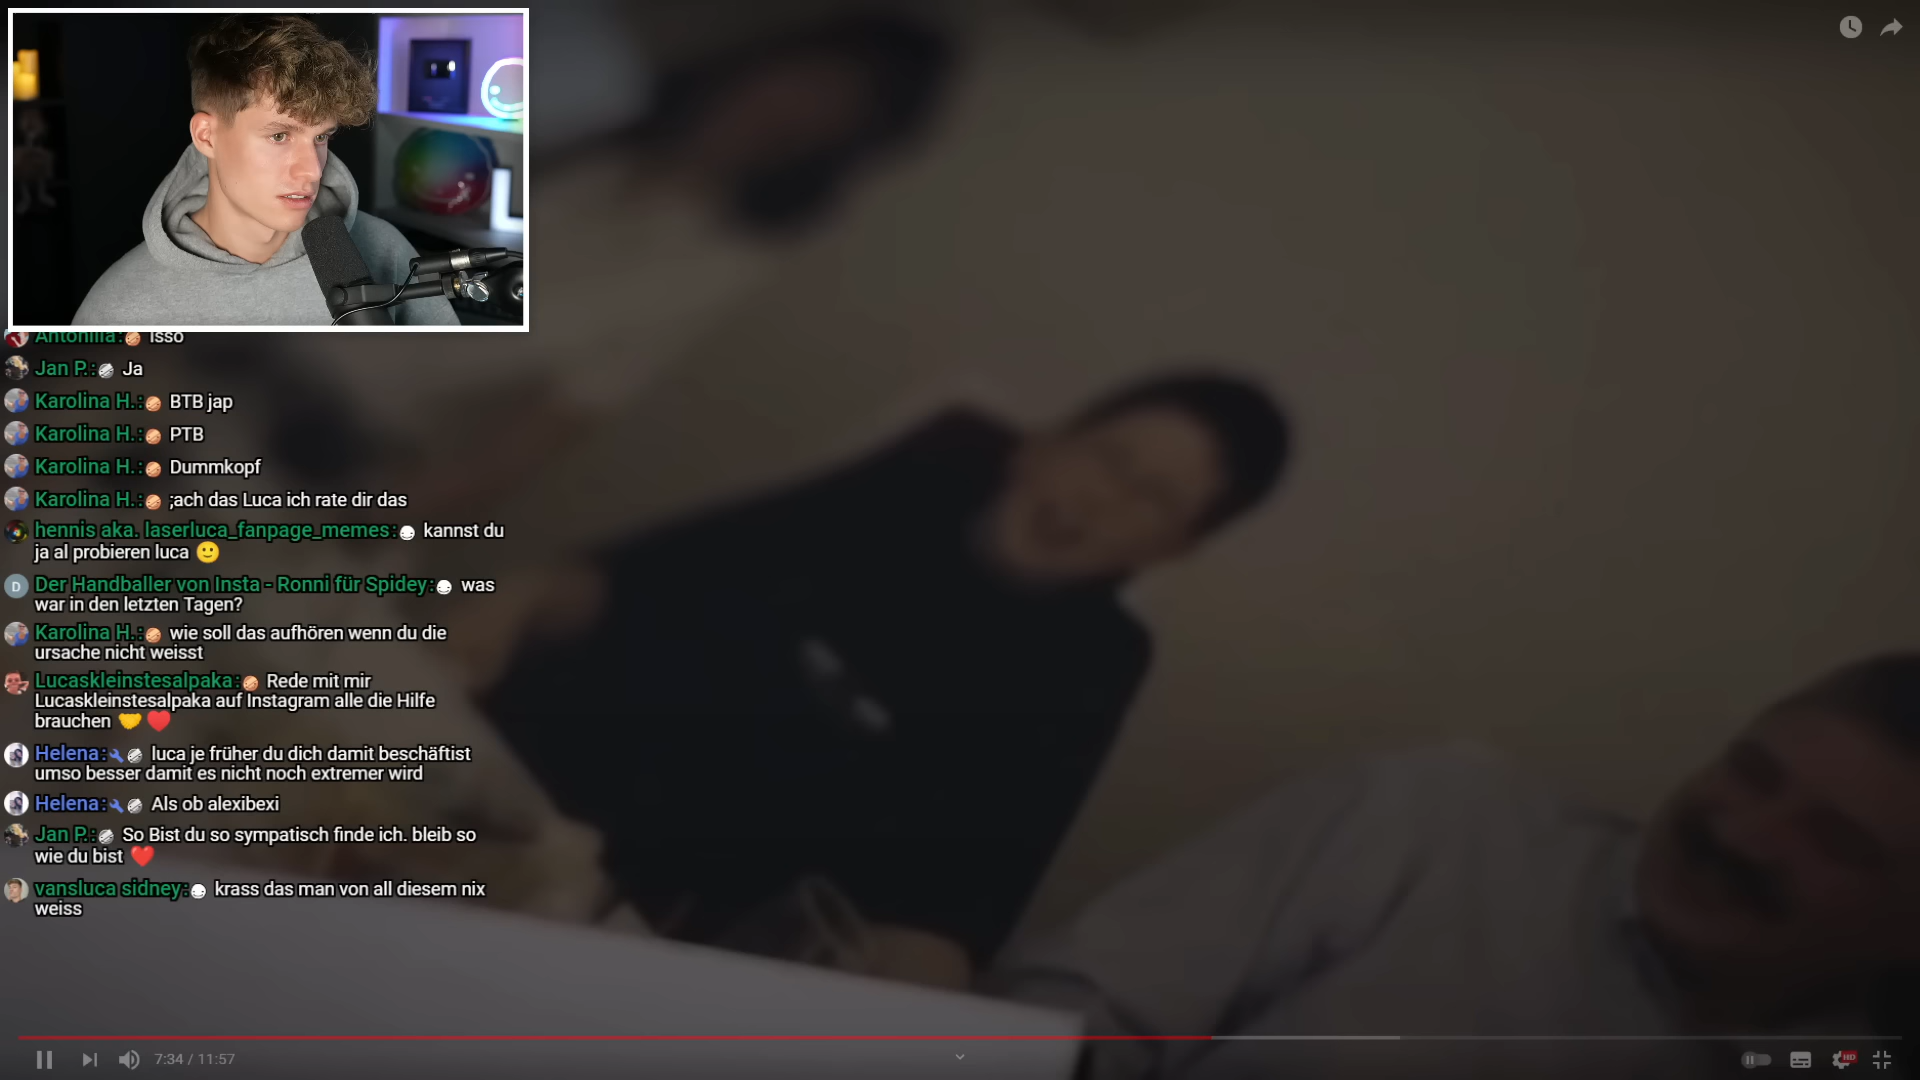 Antonilla: Isso
Jan P.: Ja
Karolina H.: BTB jap
Karolina H.: PTB
Karolina H.: Dummkopf
Karolina H.: ;ach das Luca ich rate dir das
hennis aka. laserluca_fanpage_memes: kannst du
ja al probieren luca 🙂
D Der Handballer von Insta - Ronni für Spidey: was
war in den letzten Tagen?
Karolina H.: wie soll das aufhören wenn du die
ursache nicht weisst
Lucaskleinstesalpaka: Rede mit mir
Lucaskleinstesalpaka auf Instagram alle die Hilfe
brauchen 🤝 ❤️
Helena: luca je früher du dich damit beschäftist
umso besser damit es nicht noch extremer wird
Helena: Als ob alexibexi
Jan P.: So Bist du so sympatisch finde ich. bleib so
wie du bist ❤️
vansluca sidney: krass das man von all diesem nix
weiss
7:34 / 11:57
HD